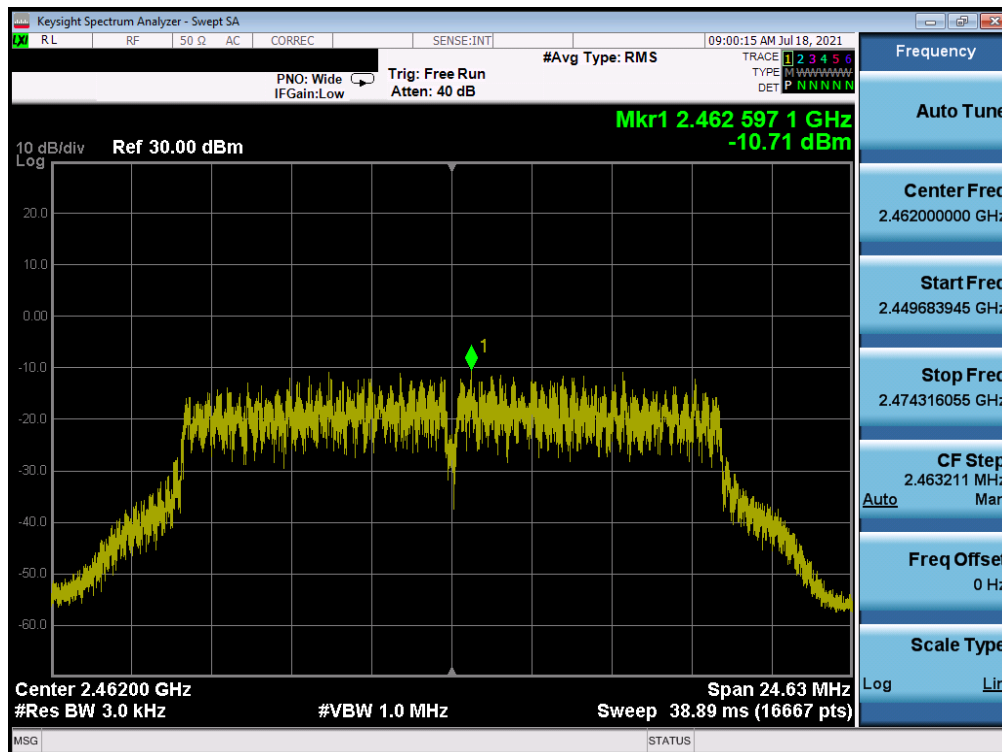 Keysight Spectrum Analyzer - Swept SA
LXI RL RF 50 Ω AC CORREC SENSE:INT 09:00:15 AM Jul 18, 2021
PNO: Wide
IFGain:Low
Trig: Free Run
Atten: 40 dB
#Avg Type: RMS
TRACE 1 2 3 4 5 6
TYPE M W W W W W
DET P N N N N N
Mkr1 2.462 597 1 GHz
-10.71 dBm
10 dB/div
Log
Ref 30.00 dBm
20.0
10.0
0.00
-10.0
-20.0
-30.0
-40.0
-50.0
-60.0
1
Center 2.46200 GHz
Span 24.63 MHz
#Res BW 3.0 kHz
#VBW 1.0 MHz
Sweep 38.89 ms (16667 pts)
MSG
STATUS
Frequency
Auto Tune
Center Freq
2.462000000 GHz
Start Freq
2.449683945 GHz
Stop Freq
2.474316055 GHz
CF Step
2.463211 MHz
Auto Man
Freq Offset
0 Hz
Scale Type
Log Lin